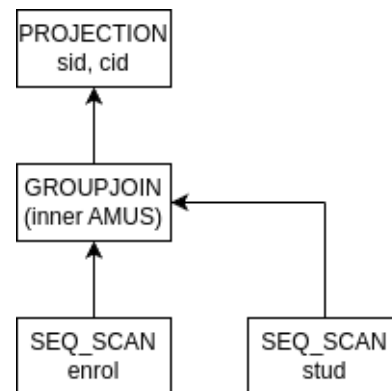 PROJECTION
sid, cid
GROUPJOIN
(inner AMUS)
SEQ_SCAN
enrol
SEQ_SCAN
stud